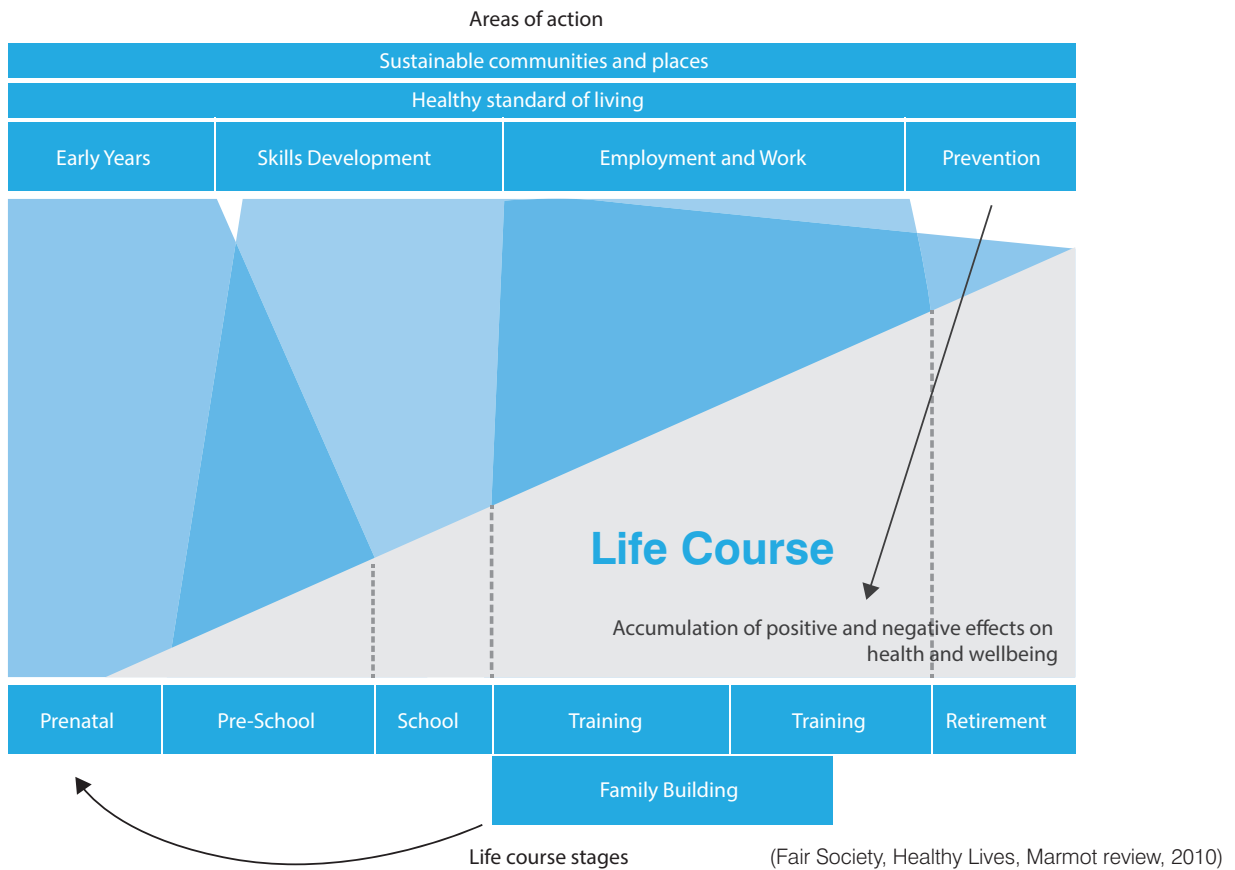 Areas of action
Sustainable communities and places
Healthy standard of living
Early Years
Skills Development
Employment and Work
Prevention
Life Course
Accumulation of positive and negative effects on
health and wellbeing
Prenatal
Pre-School
School
Training
Training
Retirement
Family Building
Life course stages
(Fair Society, Healthy Lives, Marmot review, 2010)